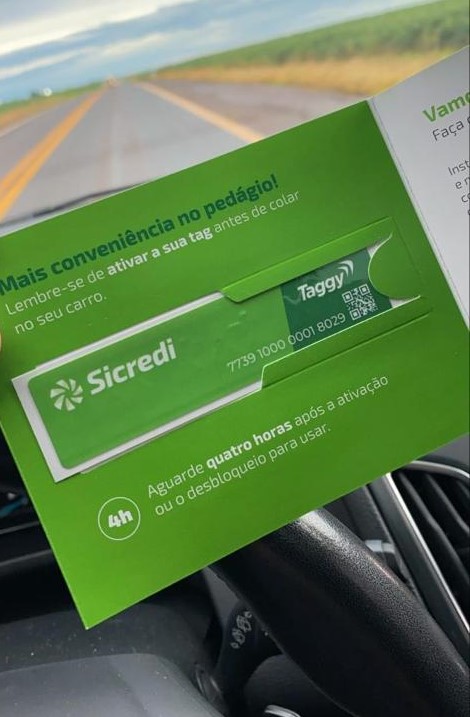 Mais conveniência no pedágio!
Lembre-se de ativar a sua tag antes de colar
no seu carro.
Taggy
Sicredi
7739 1000 0001 8029
4h
Aguarde quatro horas após a ativação
ou o desbloqueio para usar.
Faça
Inst